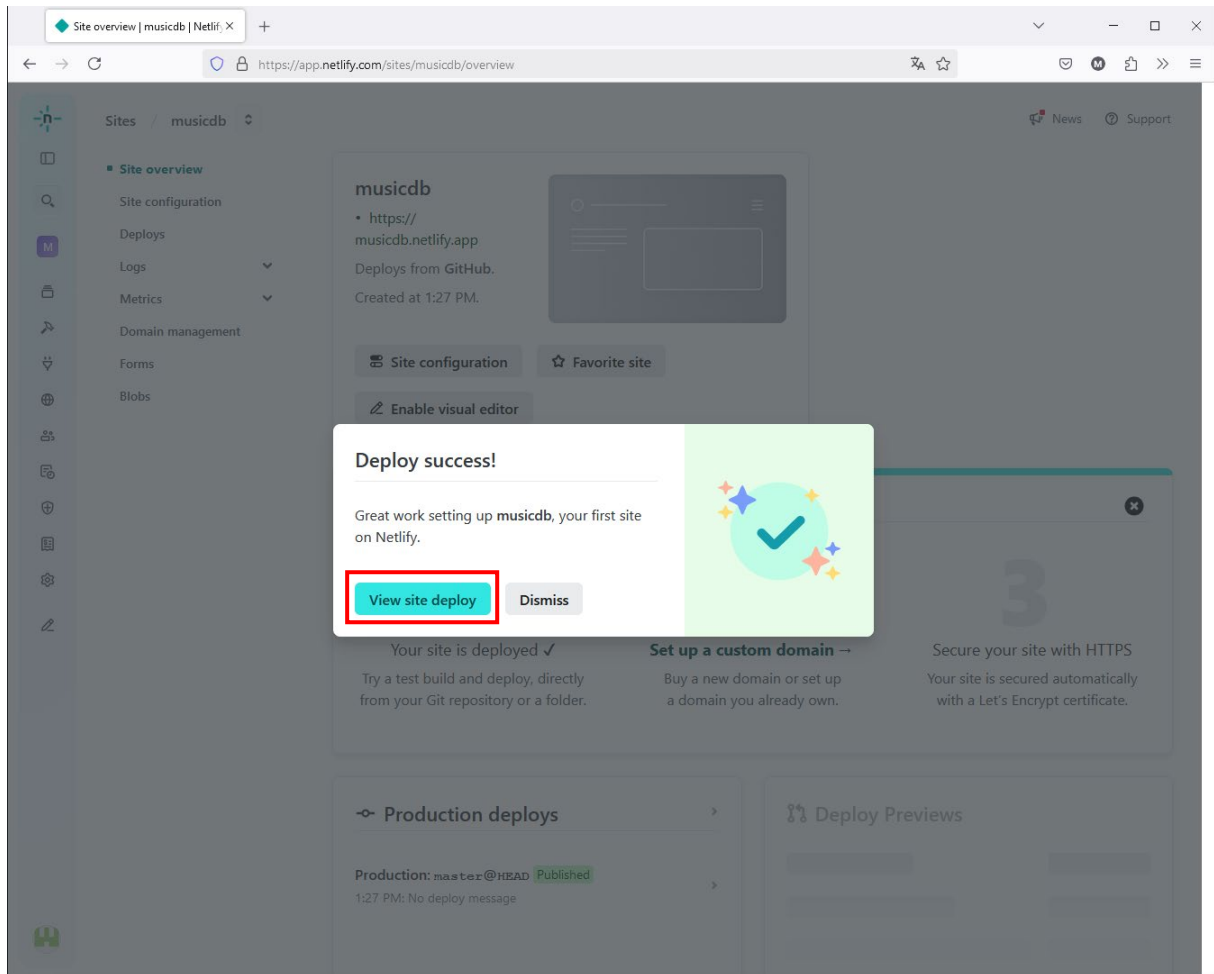 Site overview | musicdb | Netlify
https://app.netlify.com/sites/musicdb/overview
Sites / musicdb
News
Support
Site overview
Site configuration
Deploys
Logs
Metrics
Domain management
Forms
Blobs
M
musicdb
• https://
musicdb.netlify.app
Deploys from GitHub.
Created at 1:27 PM.
Site configuration
Favorite site
Enable visual editor
Deploy success!
Great work setting up musicdb, your first site
on Netlify.
View site deploy
Dismiss
3
Your site is deployed ✓
Try a test build and deploy, directly
from your Git repository or a folder.
Set up a custom domain →
Buy a new domain or set up
a domain you already own.
Secure your site with HTTPS
Your site is secured automatically
with a Let's Encrypt certificate.
Production deploys
Production: master@HEAD Published
1:27 PM: No deploy message
Deploy Previews